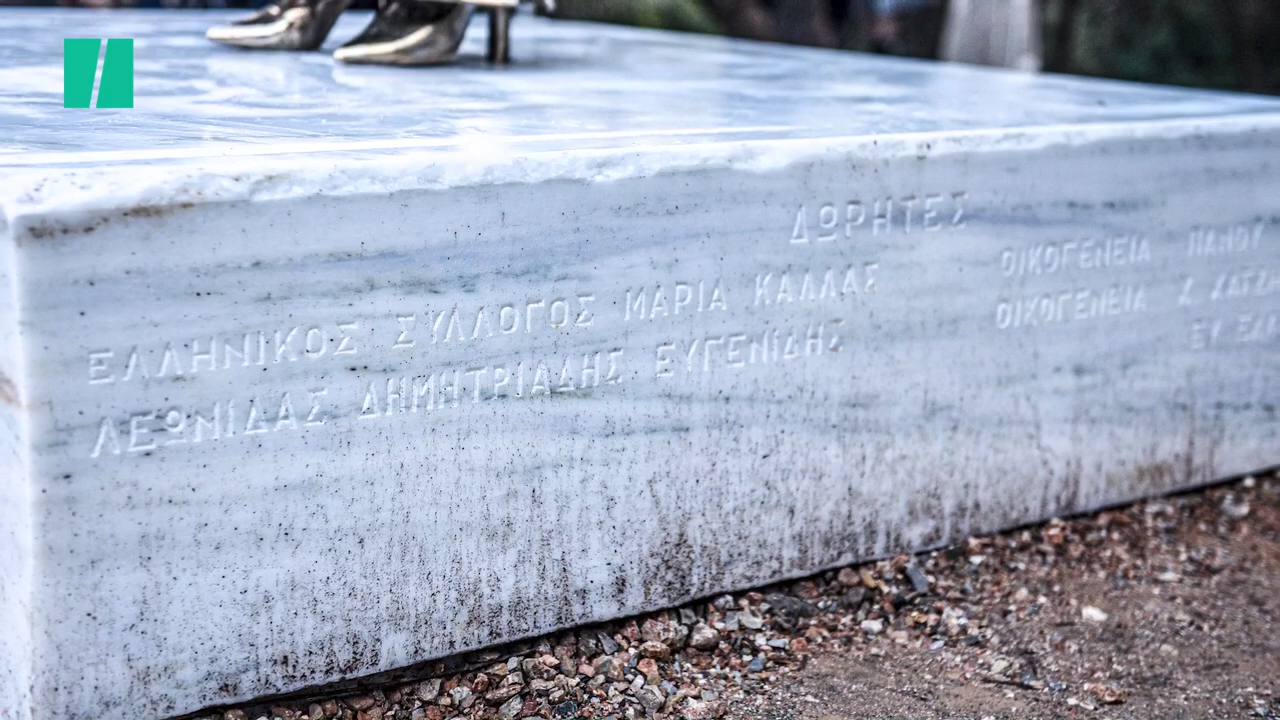 ΔΩΡΗΤΕΣ
ΕΛΛΗΝΙΚΟΣ ΣΥΛΛΟΓΟΣ ΜΑΡΙΑ ΚΑΛΛΑΣ
ΛΕΩΝΙΔΑΣ ΔΗΜΗΤΡΙΑΔΗΣ ΕΥΓΕΝΙΔΗΣ
ΟΙΚΟΓΕΝΕΙΑ ΠΑΝΟΥ
ΟΙΚΟΓΕΝΕΙΑ